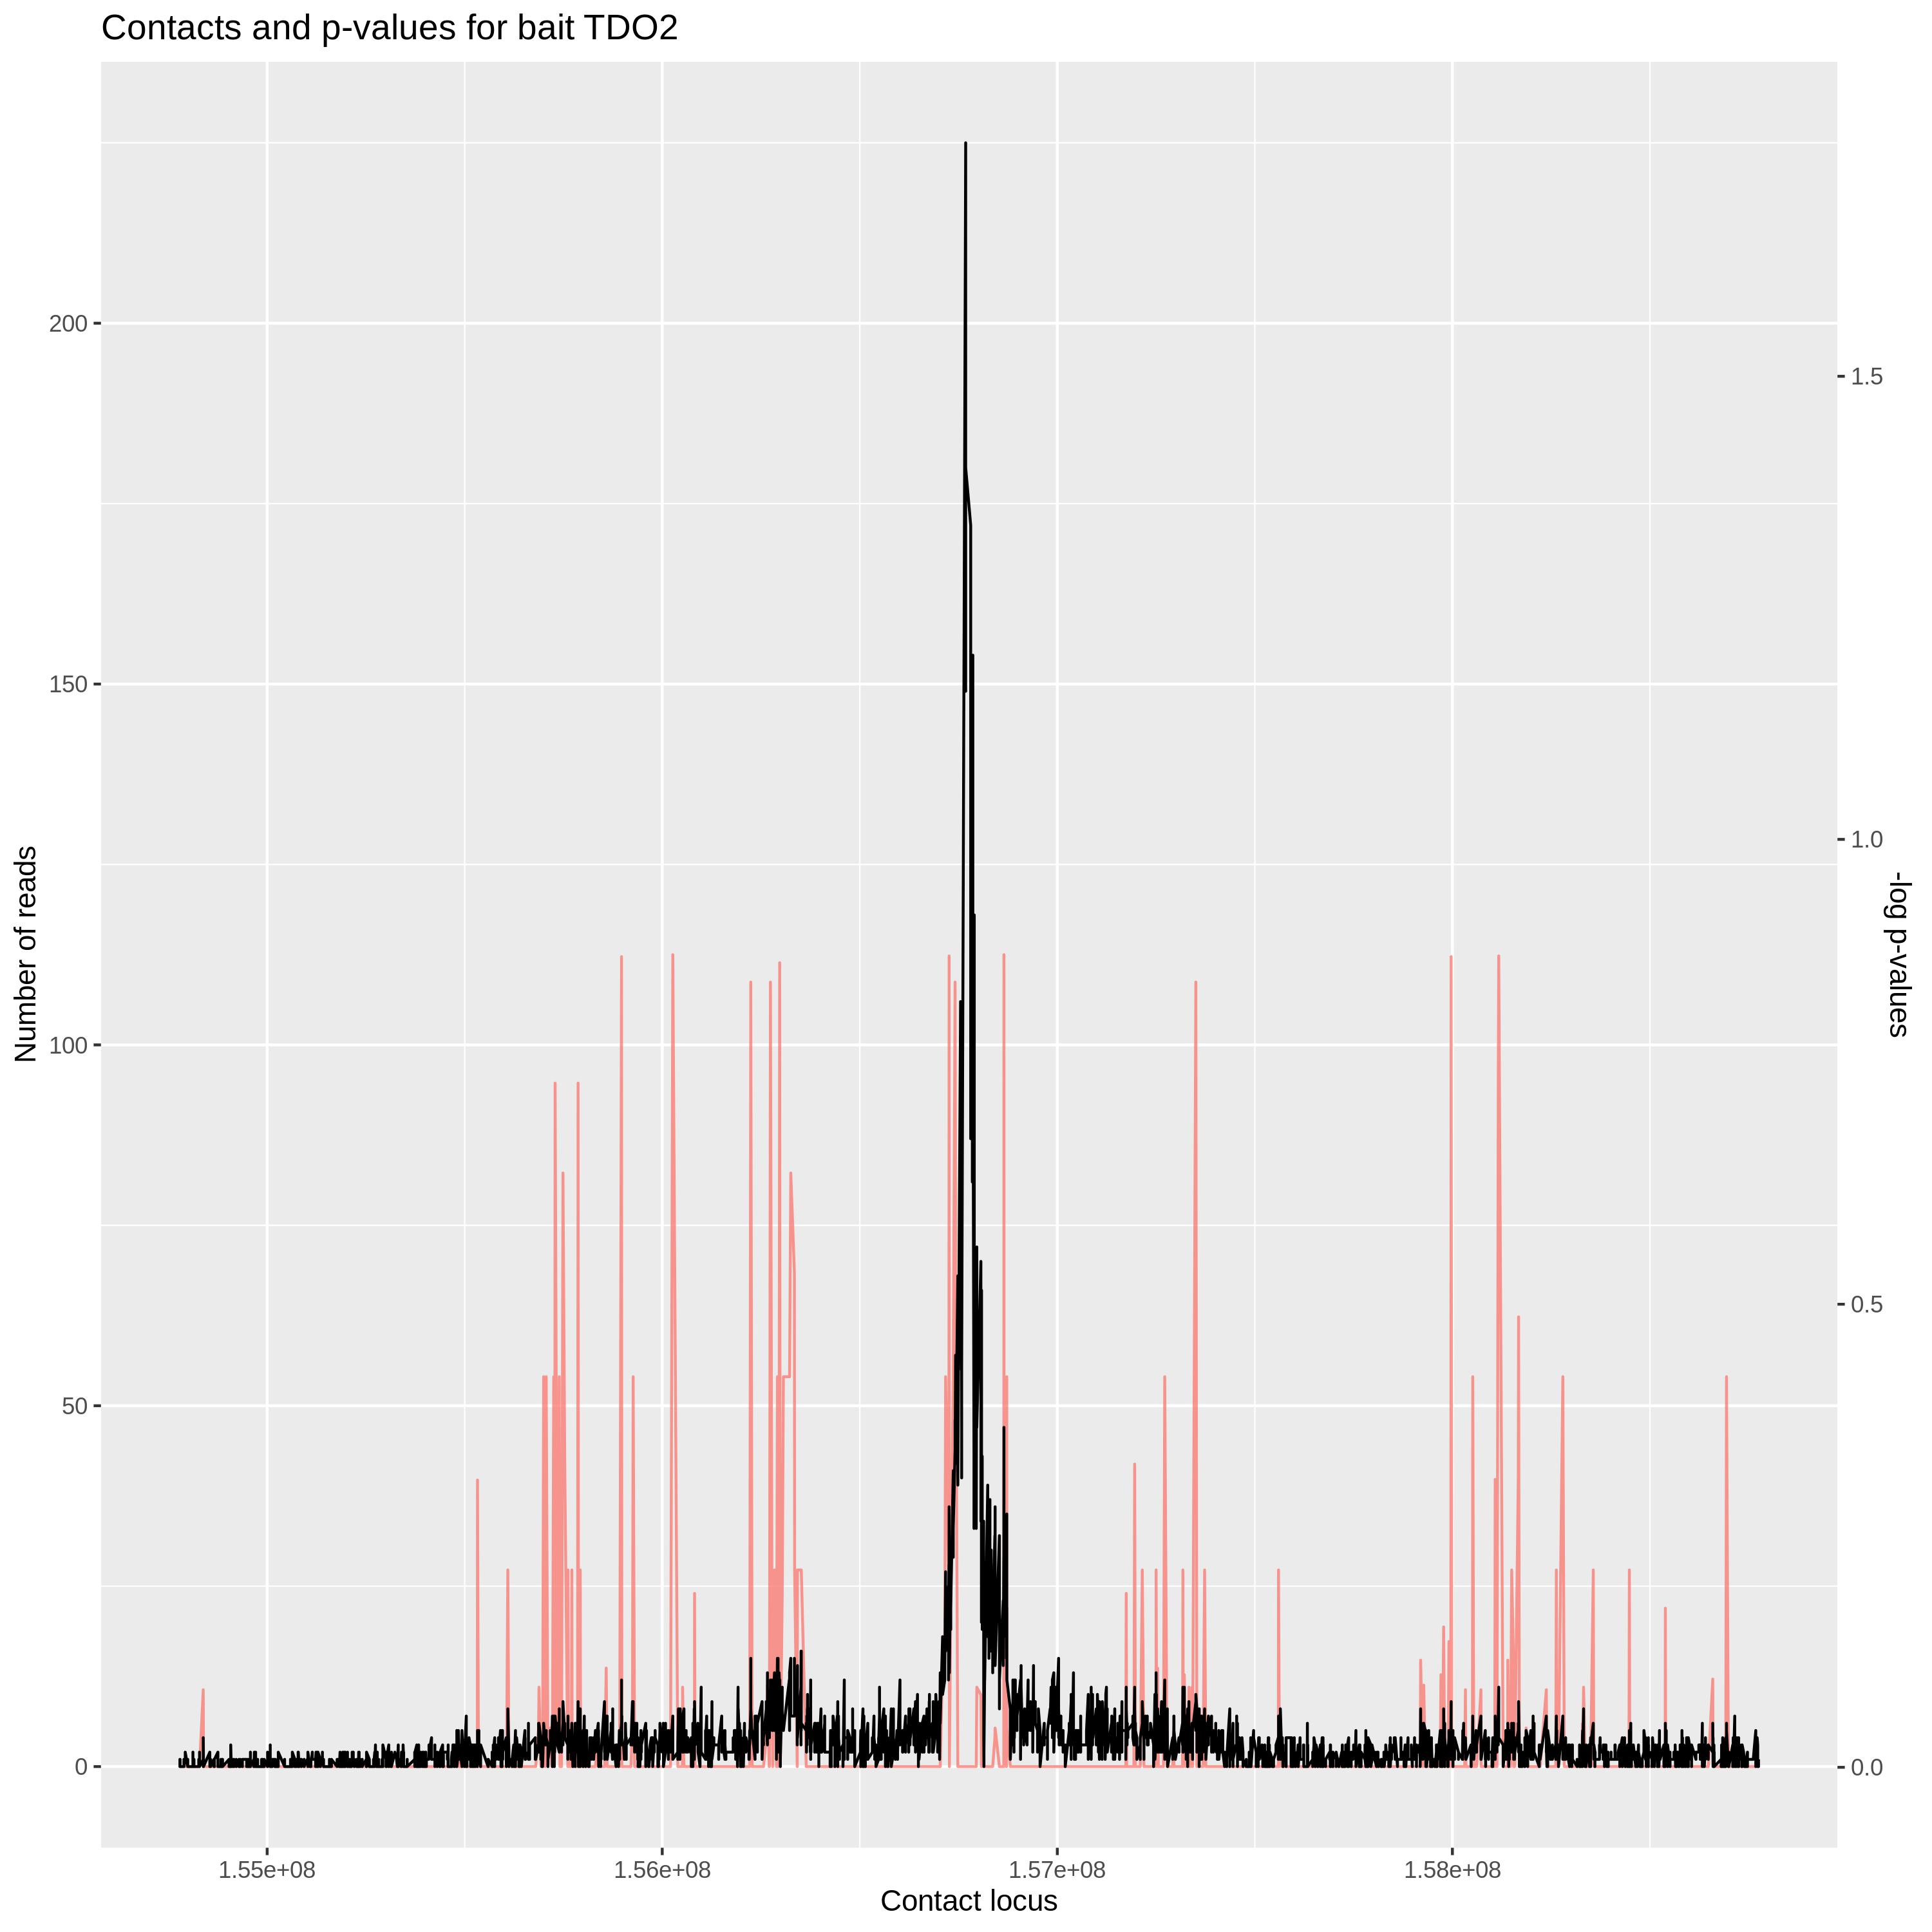 Contacts and p-values for bait TDO2
Number of reads
200
150
100
50
0
1.5
1.0
0.5
0.0
-log p-values
1.55e+08
1.56e+08
1.57e+08
1.58e+08
Contact locus